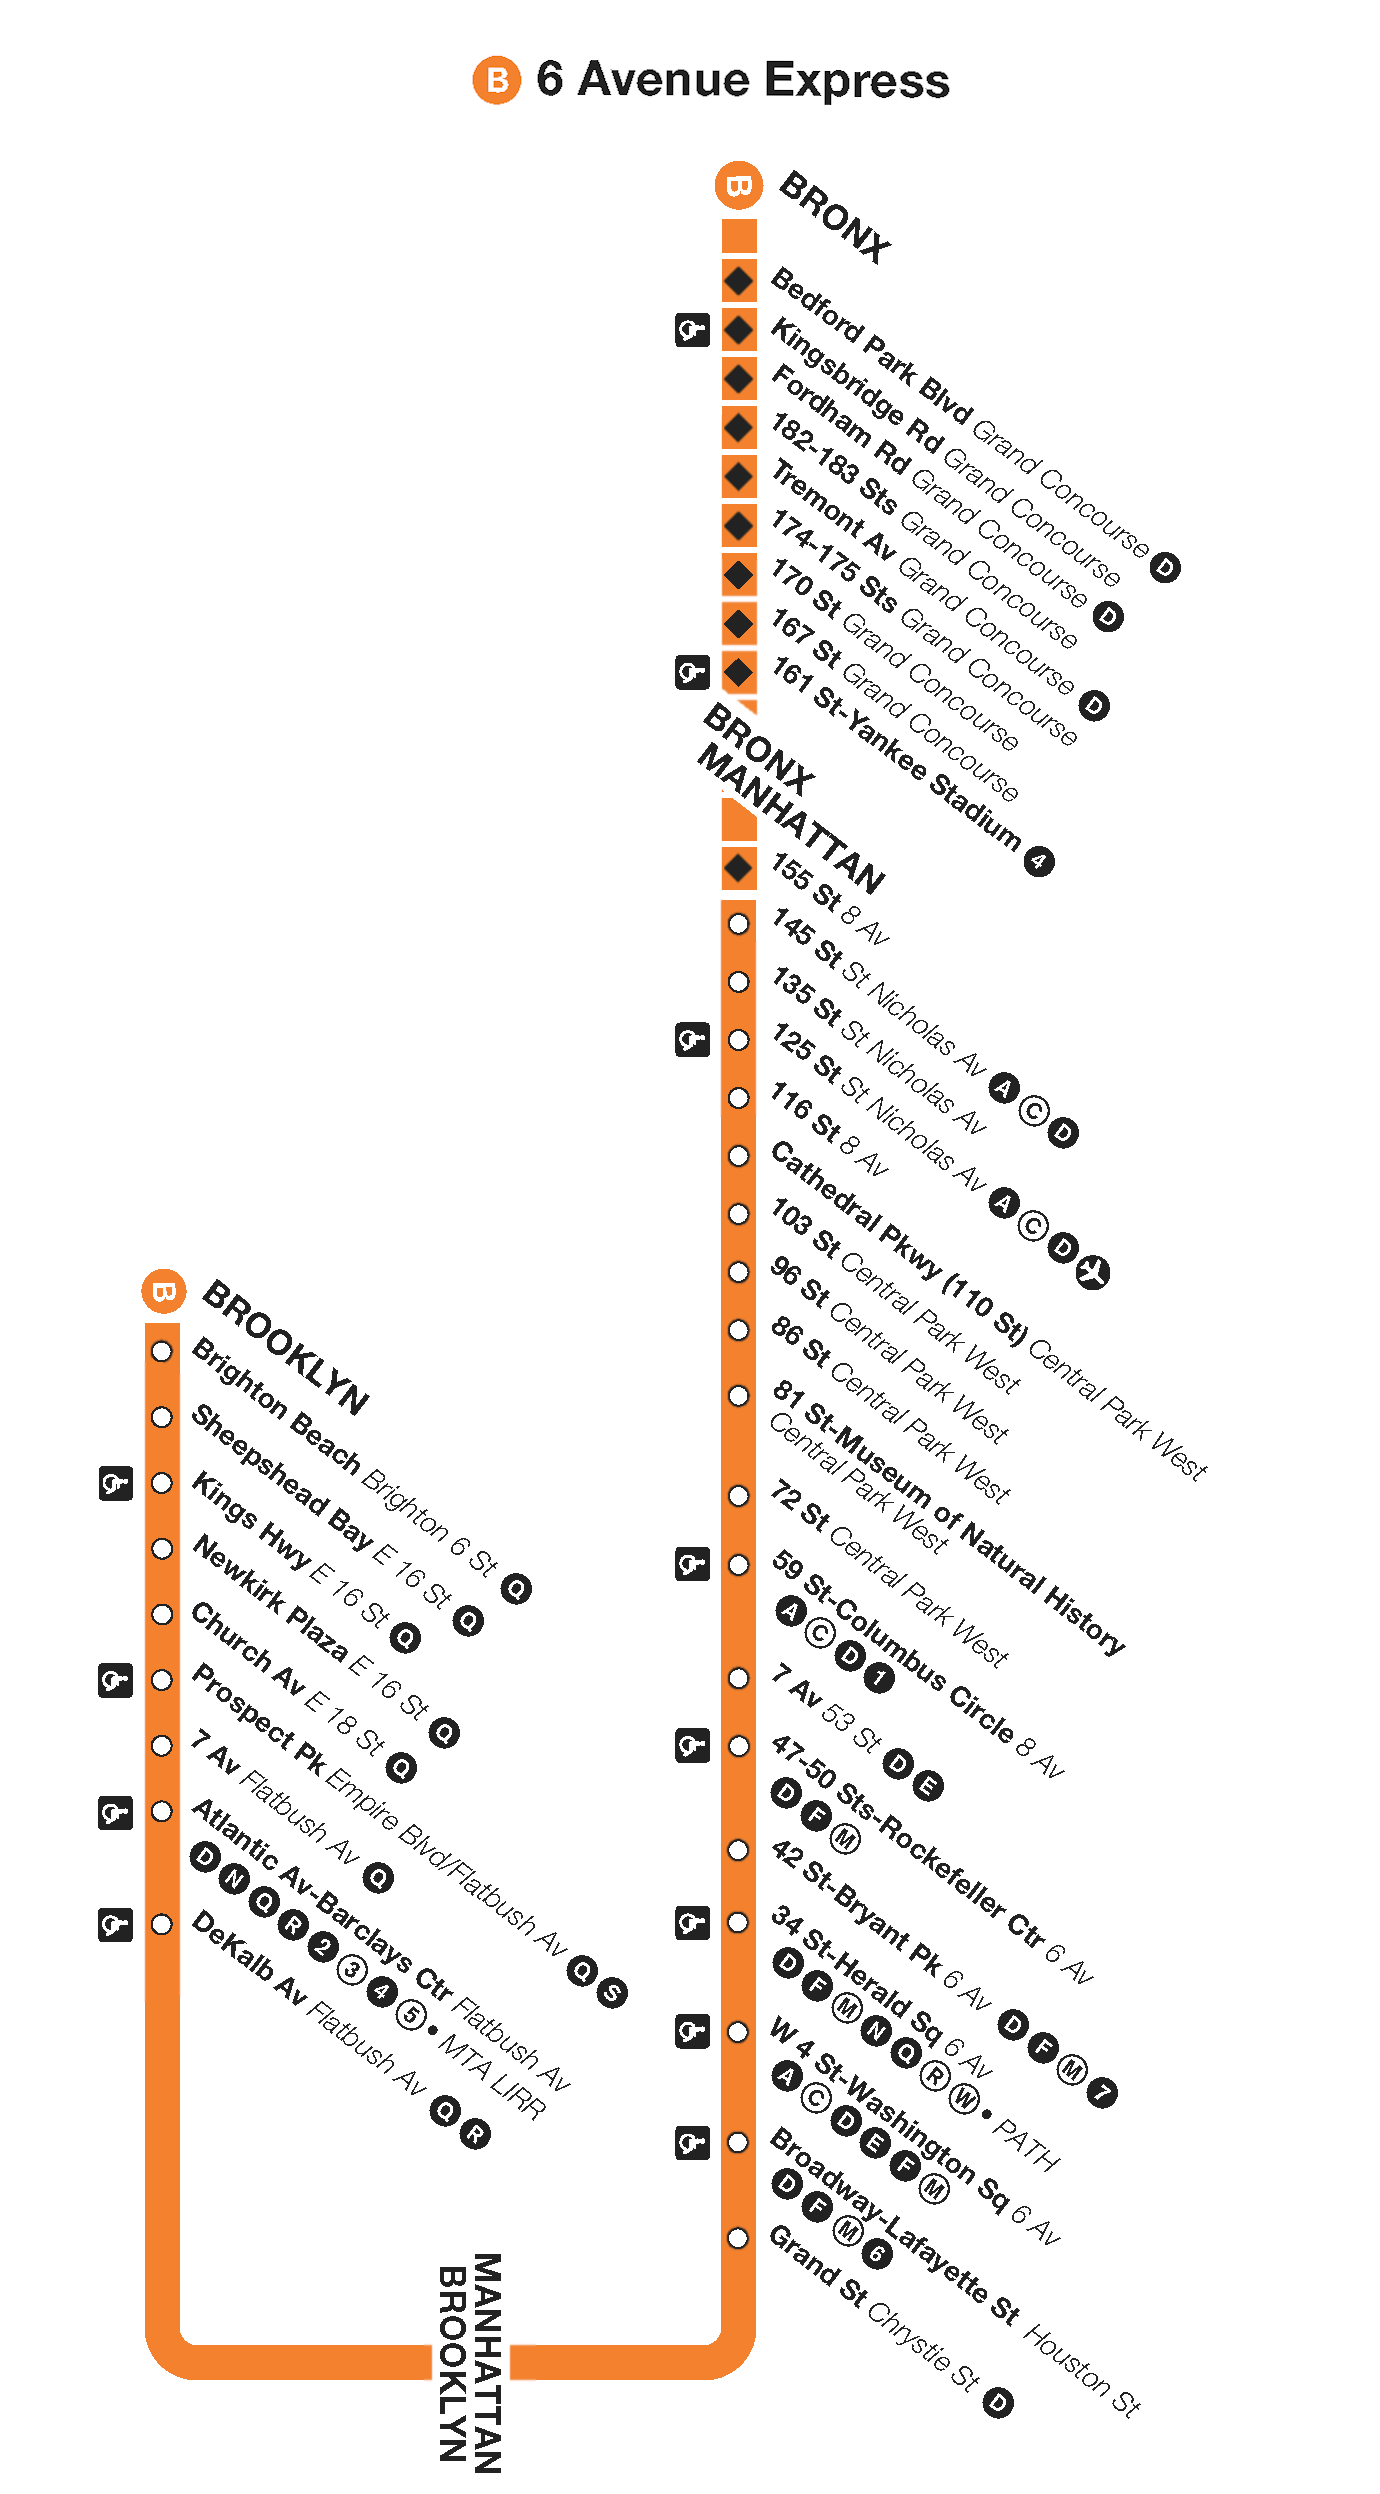 B 6 Avenue Express
B BRONX
Bedford Park Blvd Grand Concourse D
Kingsbridge Rd Grand Concourse
Fordham Rd Grand Concourse D
182-183 Sts Grand Concourse
Tremont Av Grand Concourse D
174-175 Sts Grand Concourse
170 St Grand Concourse
167 St Grand Concourse
161 St-Yankee Stadium 4
BRONX
MANHATTAN
155 St 8 Av
145 St St Nicholas Av A C D
135 St St Nicholas Av
125 St St Nicholas Av A C D
116 St 8 Av
Cathedral Pkwy (110 St) Central Park West
103 St Central Park West
96 St Central Park West
86 St Central Park West
81 St-Museum of Natural History
Central Park West
72 St Central Park West
59 St-Columbus Circle 8 Av
A C D 1
7 Av 53 St D E
47-50 Sts-Rockefeller Ctr 6 Av
D F M
42 St-Bryant Pk 6 Av D F M 7
34 St-Herald Sq 6 Av
D F M N Q R W • PATH
W 4 St-Washington Sq 6 Av
A C D E F M
Broadway-Lafayette St Houston St
D F M 6
Grand St Chrystie St D
MANHATTAN
BROOKLYN
B BROOKLYN
Brighton Beach Brighton 6 St Q
Sheepshead Bay E 16 St Q
Kings Hwy E 16 St Q
Newkirk Plaza E 16 St Q
Church Av E 18 St Q
Prospect Pk Empire Blvd/Flatbush Av Q S
7 Av Flatbush Av Q
Atlantic Av-Barclays Ctr Flatbush Av
D N Q R 2 3 4 5 • MTA LIRR
DeKalb Av Flatbush Av Q R